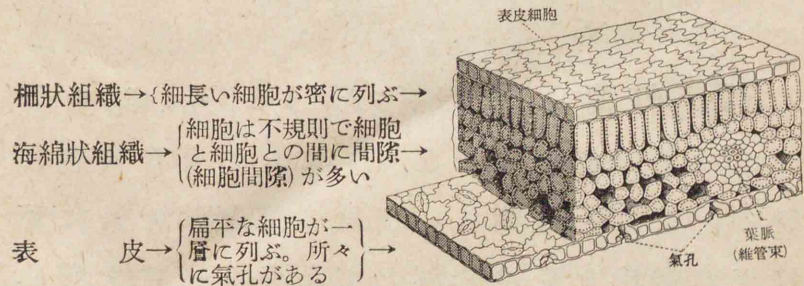 表皮細胞
柵狀組織→{細長い細胞が密に列ぶ→
海綿狀組織→{細胞は不規則で細胞
と細胞との間に間隙→
(細胞間隙)が多い
表皮→{扁平な細胞が一
層に列ぶ。所々}→
に氣孔がある
氣孔
葉脈
(維管束)